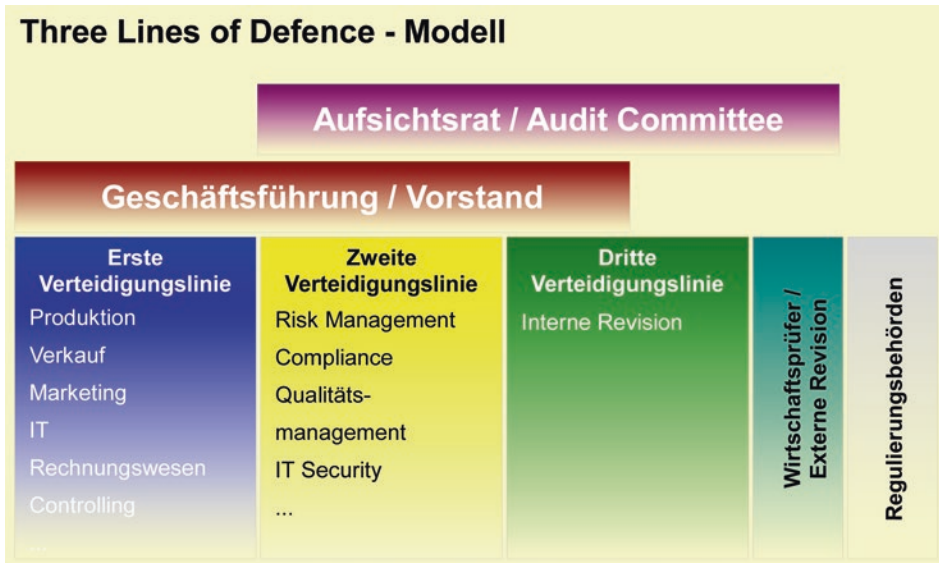 Three Lines of Defence - Modell
Aufsichtsrat / Audit Committee
Geschäftsführung / Vorstand
Erste
Verteidigungslinie
Produktion
Verkauf
Marketing
IT
Rechnungswesen
Controlling
...
Zweite
Verteidigungslinie
Risk Management
Compliance
Qualitäts-
management
IT Security
...
Dritte
Verteidigungslinie
Interne Revision
Wirtschaftsprüfer /
Externe Revision
Regulierungsbehörden